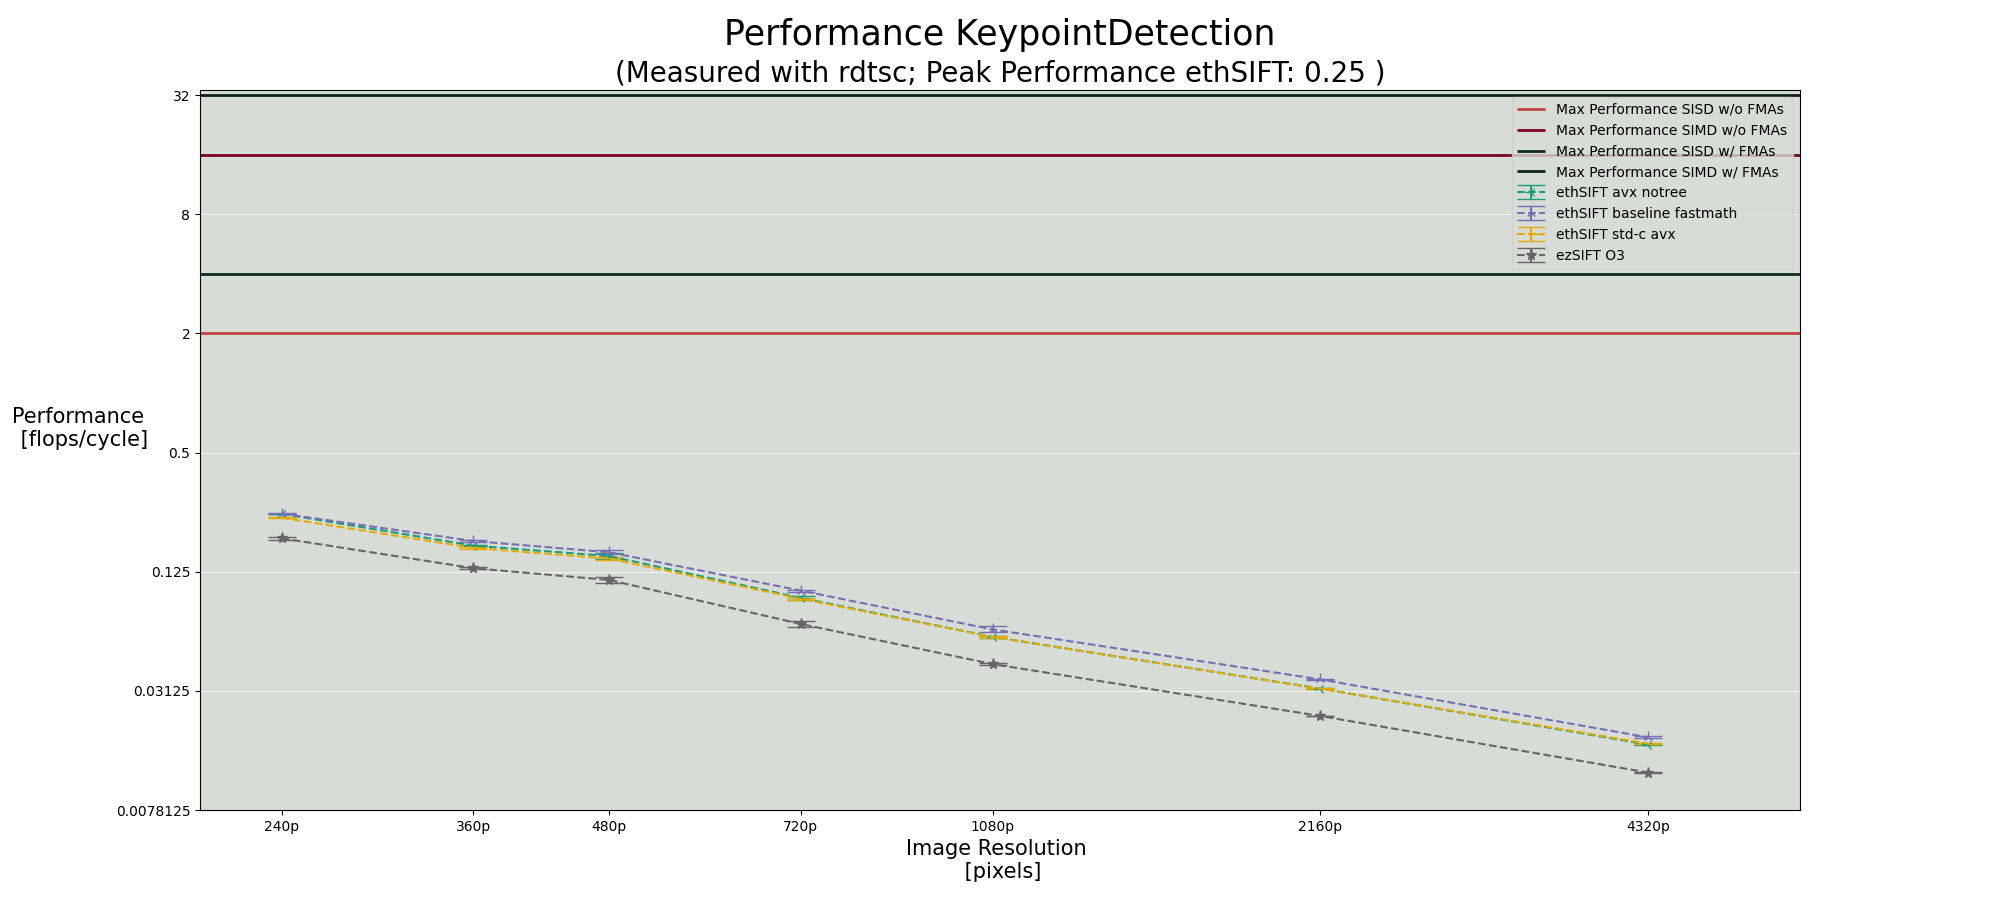 Performance KeypointDetection
(Measured with rdtsc; Peak Performance ethSIFT: 0.25 )
32
8
2
0.5
0.125
0.03125
0.0078125
Performance
[flops/cycle]
Max Performance SISD w/o FMAs
Max Performance SIMD w/o FMAs
Max Performance SISD w/ FMAs
Max Performance SIMD w/ FMAs
ethSIFT avx notree
ethSIFT baseline fastmath
ethSIFT std-c avx
ezSIFT O3
240p 360p 480p 720p 1080p 2160p 4320p
Image Resolution
[pixels]